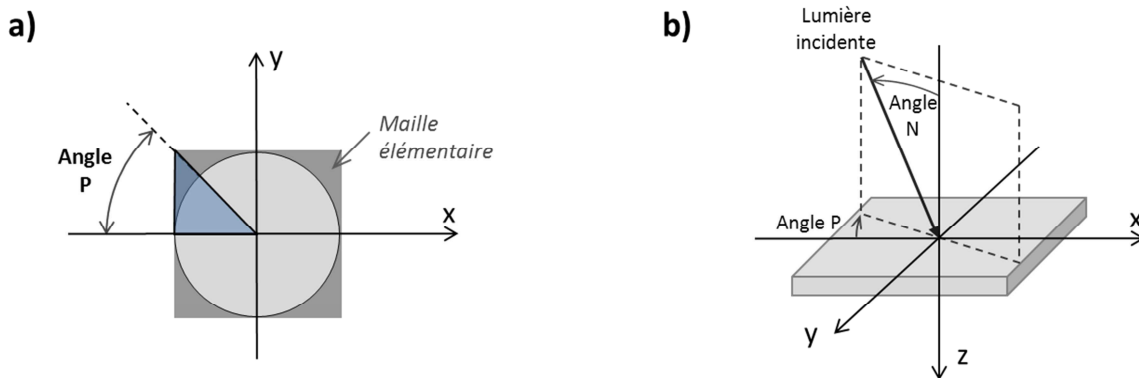 a)
y
Maille
élémentaire
Angle
P
x
b)
Lumière
incidente
Angle
N
Angle P
x
y
z